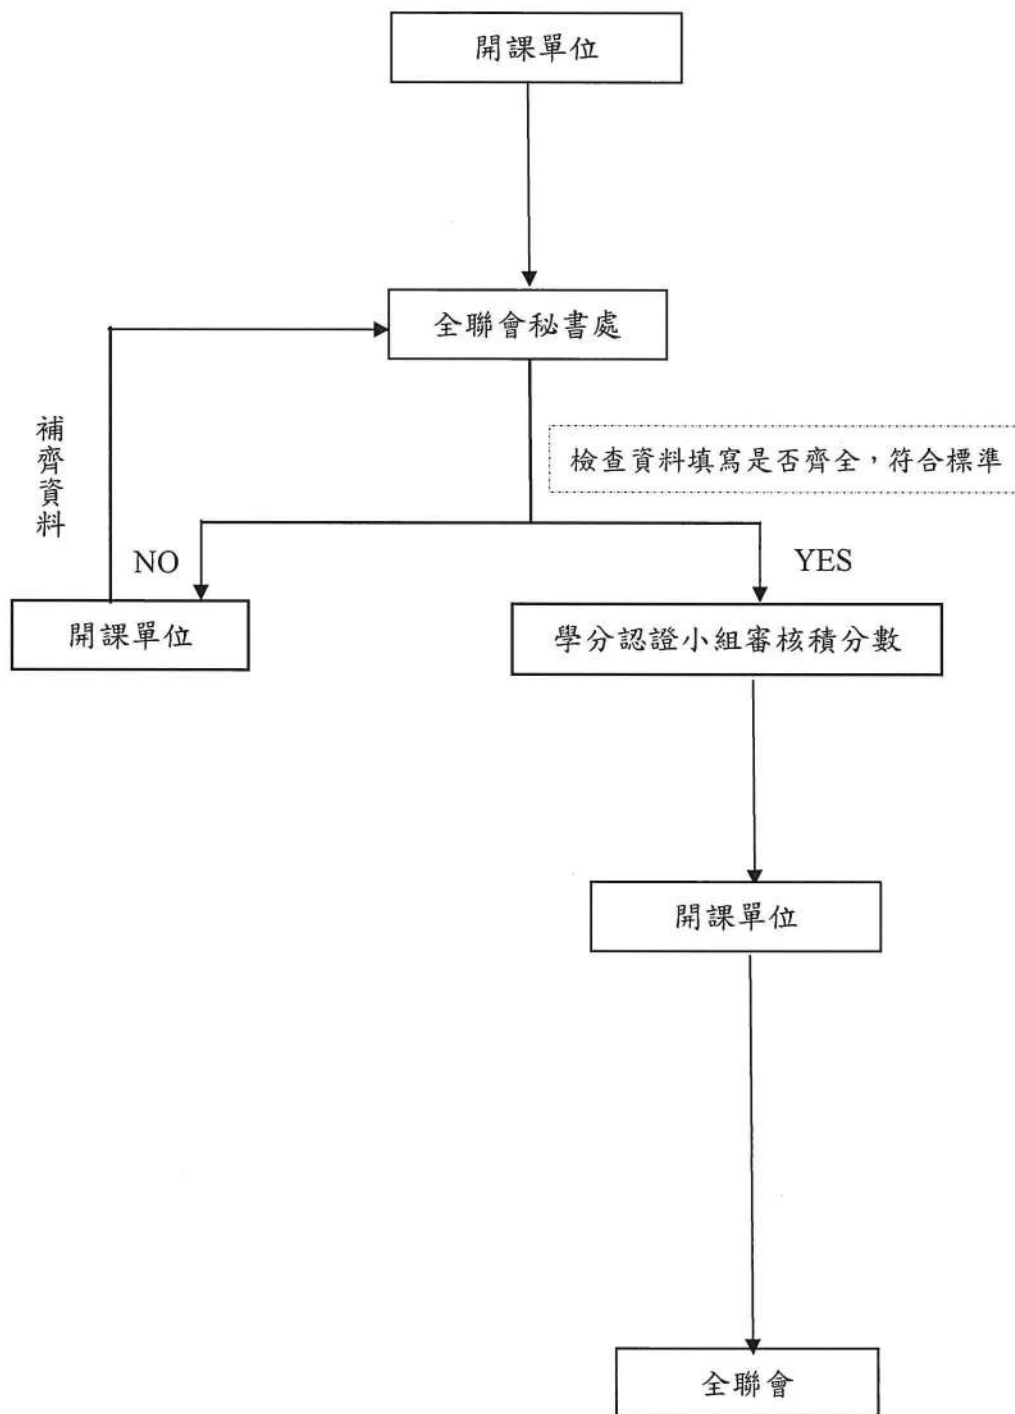 開課單位
全聯會秘書處
補齊資料
檢查資料填寫是否齊全，符合標準
NO
YES
開課單位
學分認證小組審核積分數
開課單位
全聯會